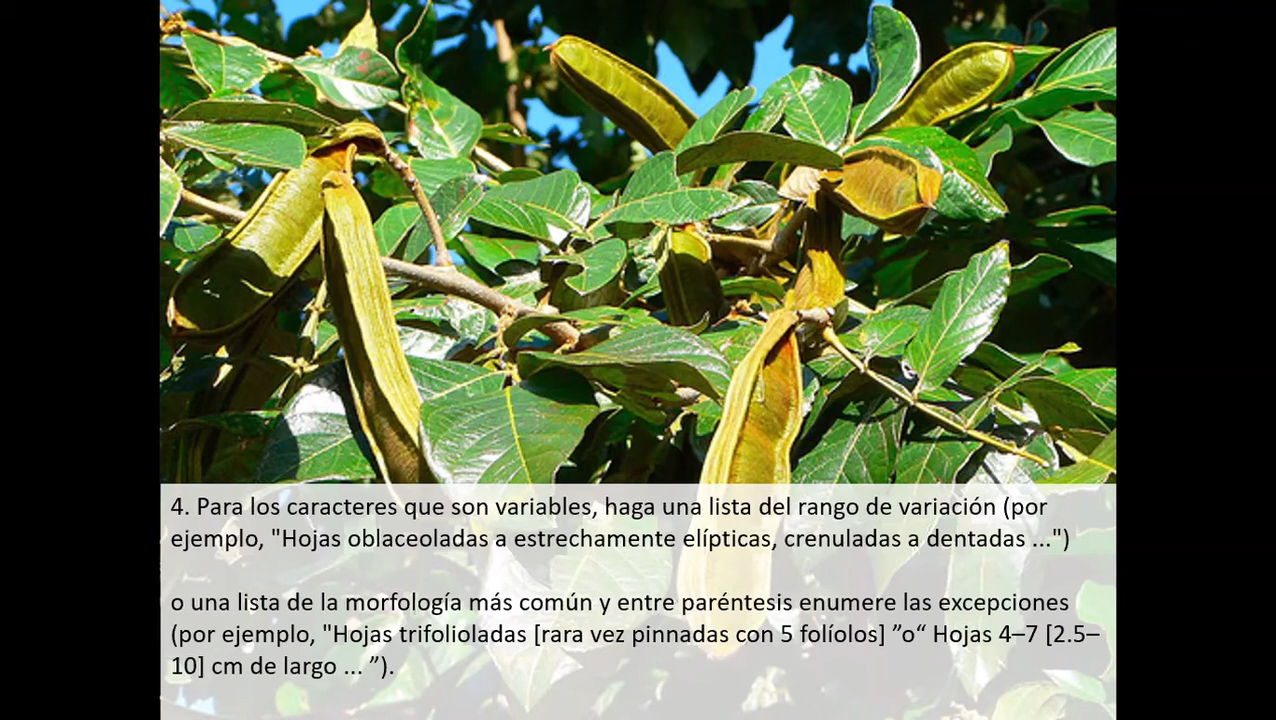 4. Para los caracteres que son variables, haga una lista del rango de variación (por
ejemplo, "Hojas oblaceoladas a estrechamente elípticas, crenuladas a dentadas ...")
o una lista de la morfología más común y entre paréntesis enumere las excepciones
(por ejemplo, "Hojas trifolioladas [rara vez pinnadas con 5 folíolos] ”o“ Hojas 4–7 [2.5–
10] cm de largo ... ”).